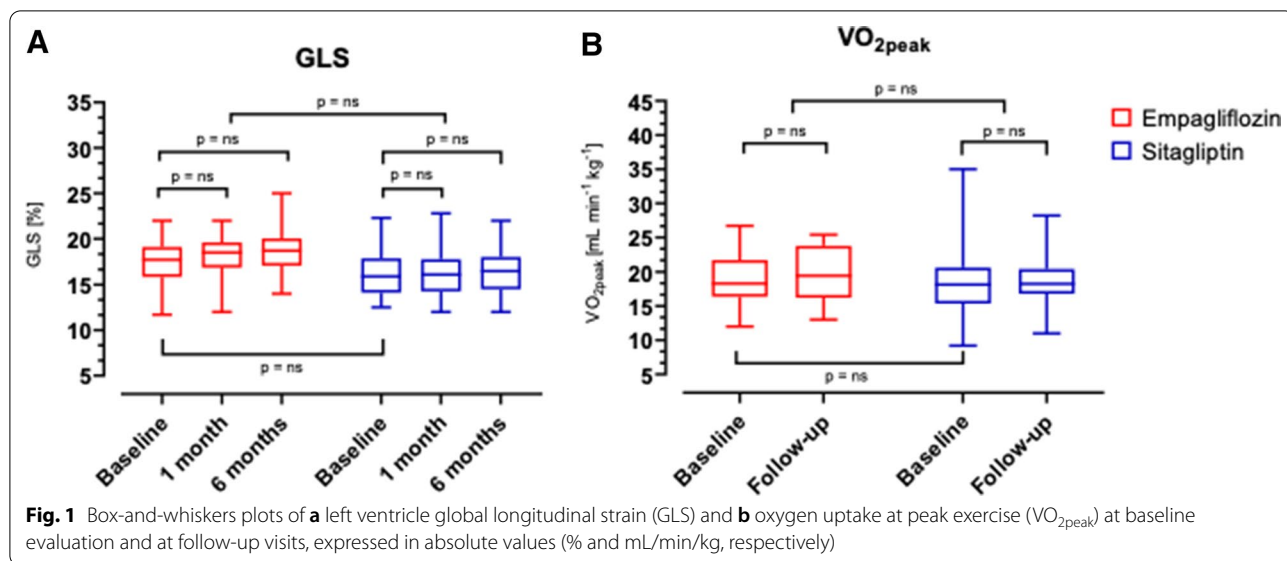 A
GLS
p = ns
p = ns
p = ns
p = ns
p = ns
p = ns
GLS [%]
35
30
25
20
15
10
5
Baseline
1 month
6 months
Baseline
1 month
6 months
B
VO2peak
p = ns
p = ns
p = ns
p = ns
VO2peak [mL min-1 kg-1]
45
40
35
30
25
20
15
10
5
Baseline
Follow-up
Baseline
Follow-up
Empagliflozin
Sitagliptin
Fig. 1 Box-and-whiskers plots of a left ventricle global longitudinal strain (GLS) and b oxygen uptake at peak exercise (VO2peak) at baseline
evaluation and at follow-up visits, expressed in absolute values (% and mL/min/kg, respectively)